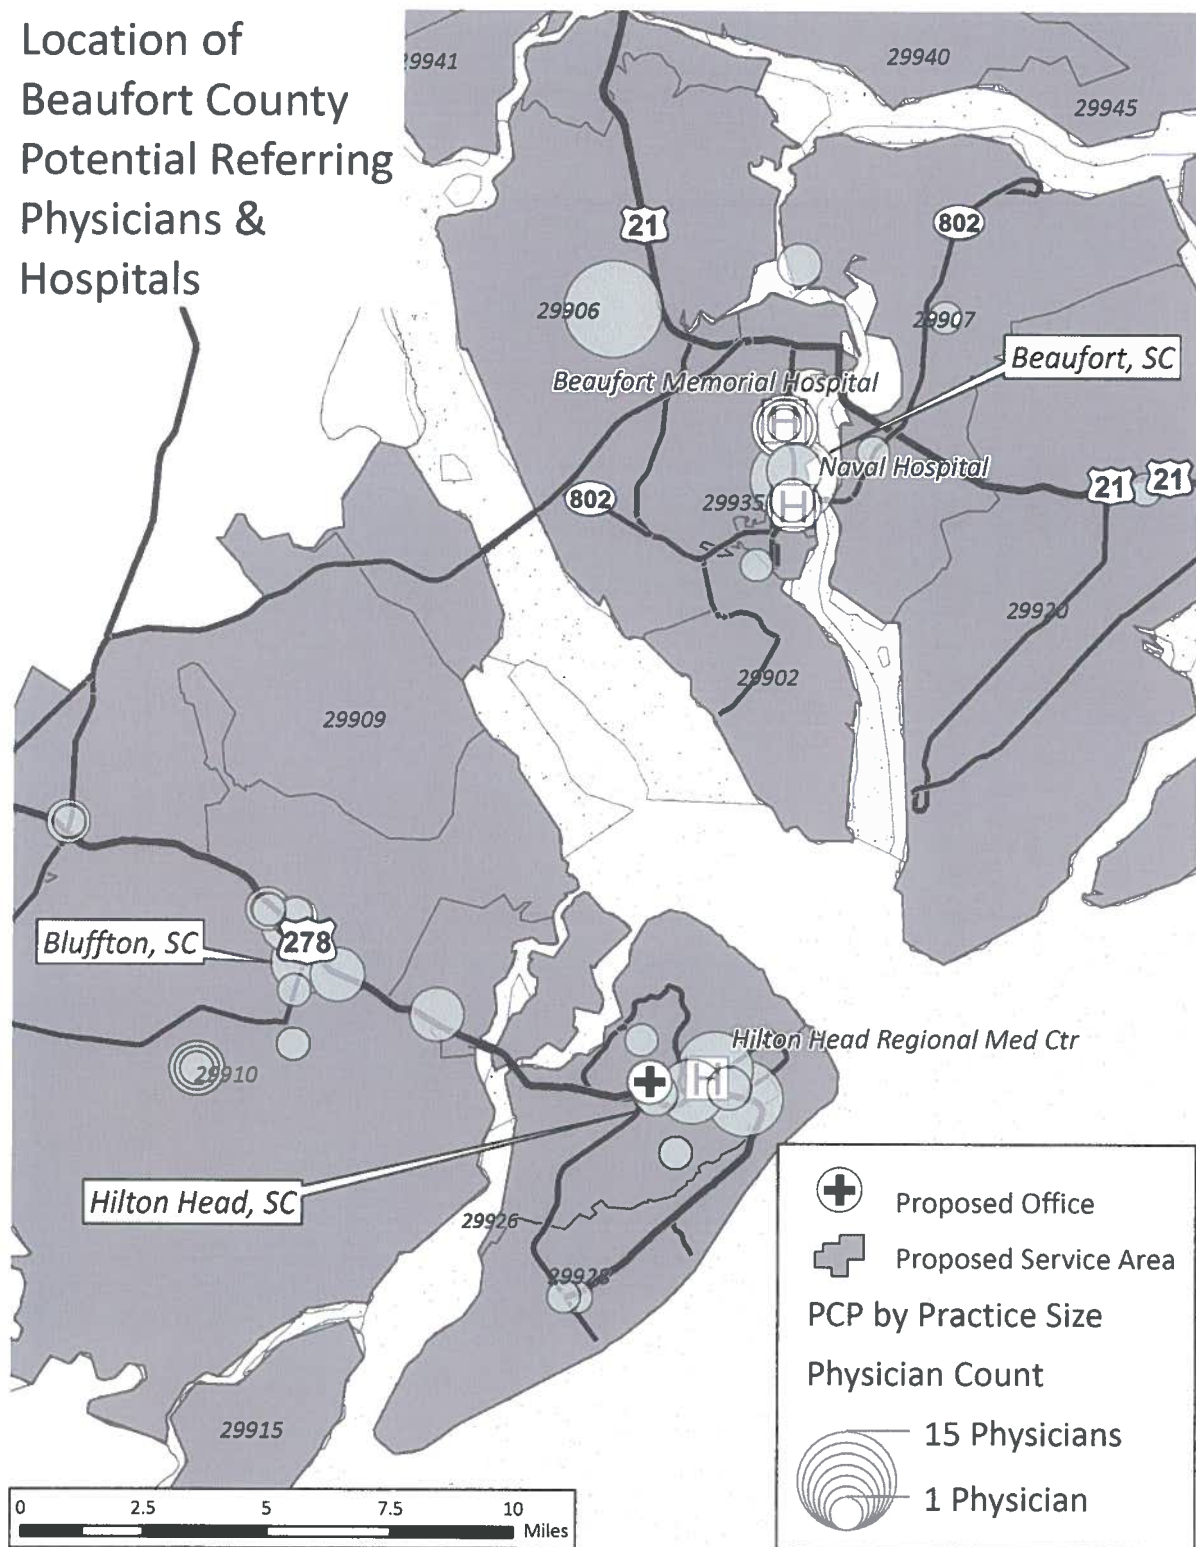 Location of
Beaufort County
Potential Referring
Physicians &
Hospitals
29941
29940
29945
21
802
29906
29907
Beaufort, SC
Beaufort Memorial Hospital
H
Naval Hospital
21
21
802
29935
H
29920
29902
29909
Bluffton, SC
278
Hilton Head Regional Med Ctr
H
29910
Hilton Head, SC
29926
29928
29915
Proposed Office
Proposed Service Area
PCP by Practice Size
Physician Count
15 Physicians
1 Physician
0 2.5 5 7.5 10
Miles